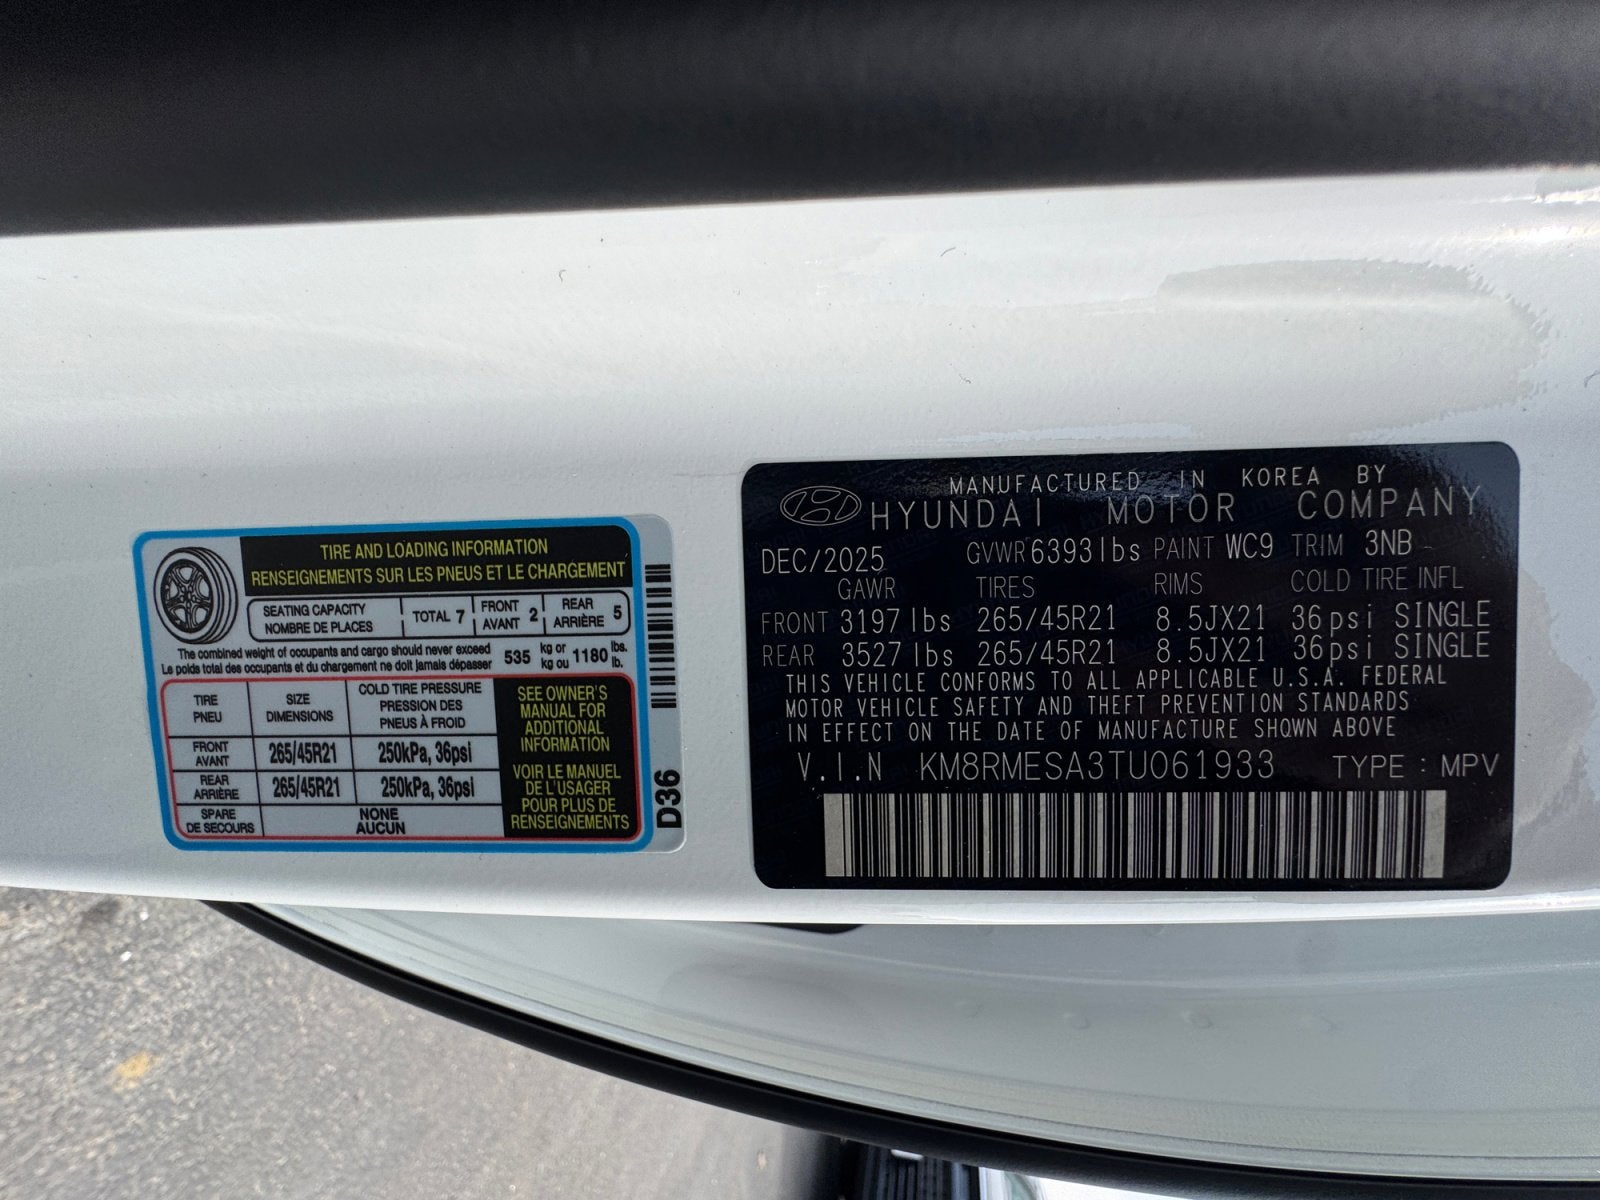 TIRE AND LOADING INFORMATION
RENSEIGNEMENTS SUR LES PNEUS ET LE CHARGEMENT
SEATING CAPACITY
NOMBRE DE PLACES
TOTAL 7
FRONT
AVANT 2
REAR
ARRIÈRE 5
The combined weight of occupants and cargo should never exceed
Le poids total des occupants et du chargement ne doit jamais dépasser
535 kg or 1180 lbs.
kg ou lb.
TIRE
PNEU
SIZE
DIMENSIONS
COLD TIRE PRESSURE
PRESSION DES
PNEUS À FROID
FRONT
AVANT
265/45R21
250kPa, 36psi
REAR
ARRIÈRE
265/45R21
250kPa, 36psi
SPARE
DE SECOURS
NONE
AUCUN
SEE OWNER'S
MANUAL FOR
ADDITIONAL
INFORMATION
VOIR LE MANUEL
DE L'USAGER
POUR PLUS DE
RENSEIGNEMENTS
D36
MANUFACTURED IN KOREA BY
HYUNDAI MOTOR COMPANY
DEC/2025 GVWR 6393lbs PAINT WC9 TRIM 3NB
GAWR TIRES RIMS COLD TIRE INFL
FRONT 3197lbs 265/45R21 8.5JX21 36psi SINGLE
REAR 3527lbs 265/45R21 8.5JX21 36psi SINGLE
THIS VEHICLE CONFORMS TO ALL APPLICABLE U.S.A. FEDERAL
MOTOR VEHICLE SAFETY AND THEFT PREVENTION STANDARDS
IN EFFECT ON THE DATE OF MANUFACTURE SHOWN ABOVE
V.I.N KM8RMESA3TU061933 TYPE : MPV